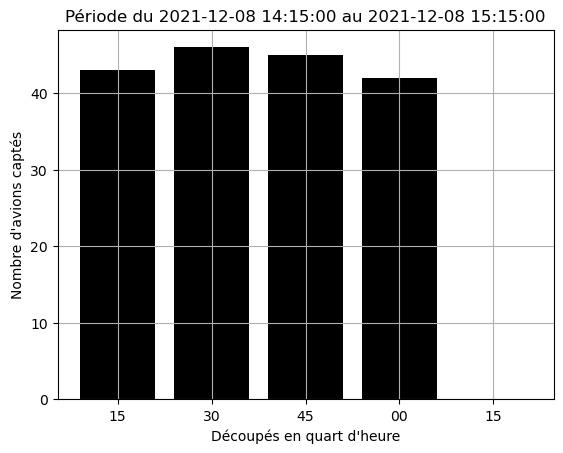 Période du 2021-12-08 14:15:00 au 2021-12-08 15:15:00
Nombre d'avions captés
40
30
20
10
0
15 30 45 00 15
Découpés en quart d'heure